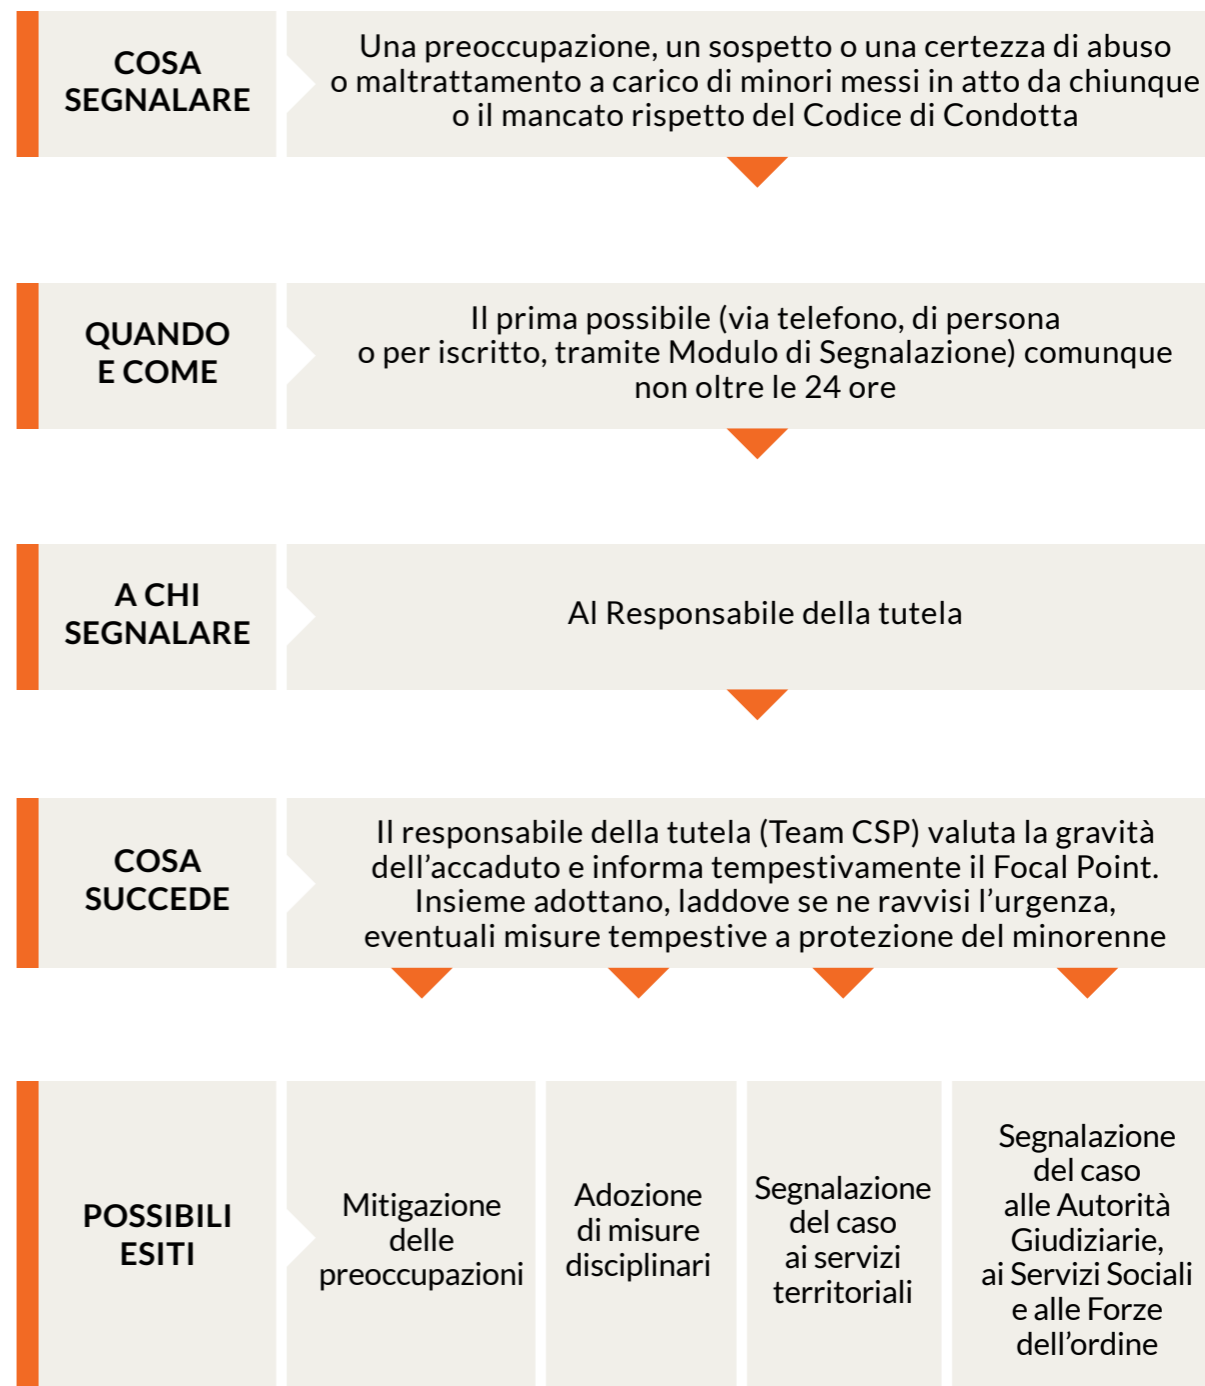 COSA
SEGNALARE
Una preoccupazione, un sospetto o una certezza di abuso
o maltrattamento a carico di minori messi in atto da chiunque
o il mancato rispetto del Codice di Condotta
QUANDO
E COME
Il prima possibile (via telefono, di persona
o per iscritto, tramite Modulo di Segnalazione) comunque
non oltre le 24 ore
A CHI
SEGNALARE
Al Responsabile della tutela
COSA
SUCCEDE
Il responsabile della tutela (Team CSP) valuta la gravità
dell’accaduto e informa tempestivamente il Focal Point.
Insieme adottano, laddove se ne ravvisi l’urgenza,
eventuali misure tempestive a protezione del minorenne
POSSIBILI
ESITI
Mitigazione
delle
preoccupazioni
Adozione
di misure
disciplinari
Segnalazione
del caso
ai servizi
territoriali
Segnalazione
del caso
alle Autorità
Giudiziarie,
ai Servizi Sociali
e alle Forze
dell’ordine